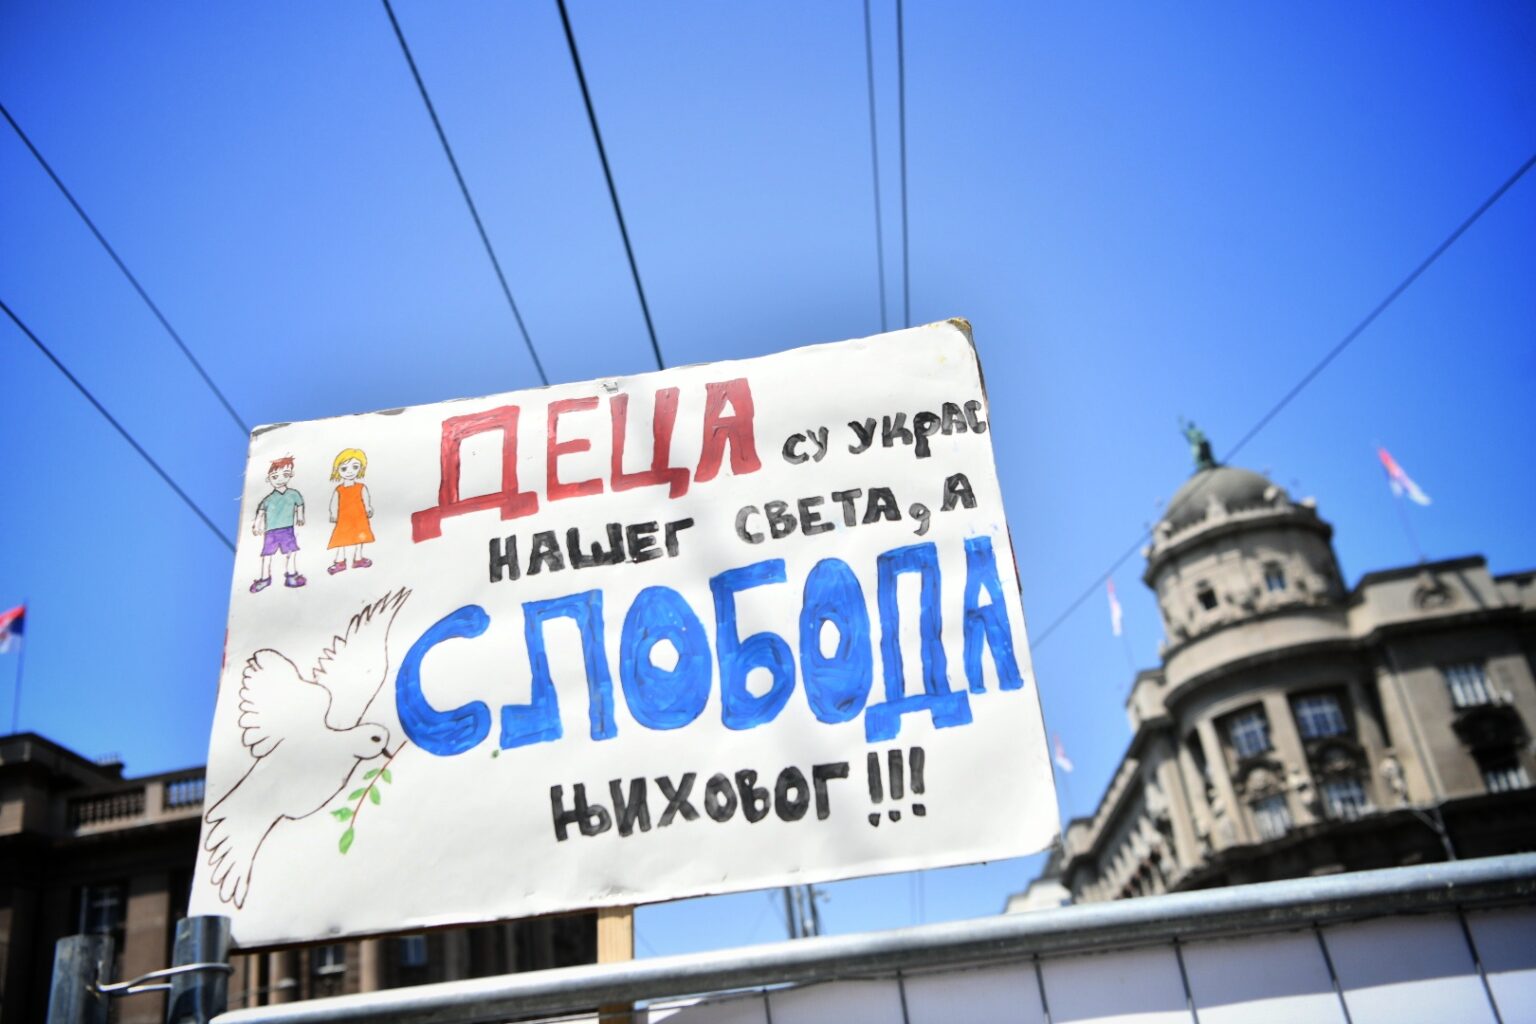 ДЕЦА СУ УКРАС
НАШЕГ СВЕТА, А
СЛОБОДА
ЊИХОВОГ!!!